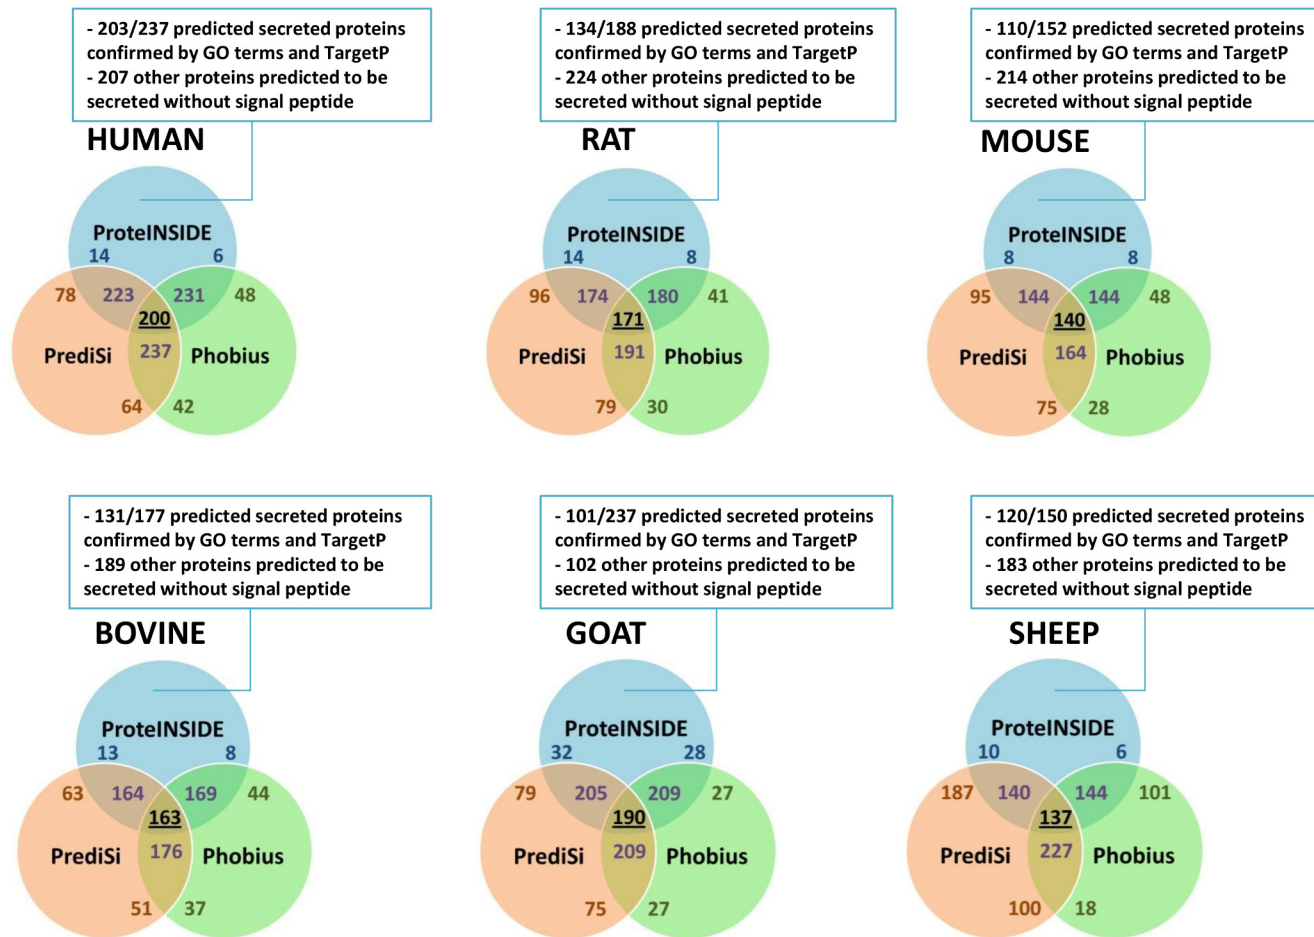 - 203/237 predicted secreted proteins
confirmed by GO terms and TargetP
- 207 other proteins predicted to be
secreted without signal peptide
HUMAN
ProteINSIDE
14 6
78 223 231 48
200
PrediSi 237 Phobius
64 42
- 134/188 predicted secreted proteins
confirmed by GO terms and TargetP
- 224 other proteins predicted to be
secreted without signal peptide
RAT
ProteINSIDE
14 8
96 174 180 41
171
PrediSi 191 Phobius
79 30
- 110/152 predicted secreted proteins
confirmed by GO terms and TargetP
- 214 other proteins predicted to be
secreted without signal peptide
MOUSE
ProteINSIDE
8 8
95 144 144 48
140
PrediSi 164 Phobius
75 28
- 131/177 predicted secreted proteins
confirmed by GO terms and TargetP
- 189 other proteins predicted to be
secreted without signal peptide
BOVINE
ProteINSIDE
13 8
63 164 169 44
163
PrediSi 176 Phobius
51 37
- 101/237 predicted secreted proteins
confirmed by GO terms and TargetP
- 102 other proteins predicted to be
secreted without signal peptide
GOAT
ProteINSIDE
32 28
79 205 209 27
190
PrediSi 209 Phobius
75 27
- 120/150 predicted secreted proteins
confirmed by GO terms and TargetP
- 183 other proteins predicted to be
secreted without signal peptide
SHEEP
ProteINSIDE
10 6
187 140 144 101
137
PrediSi 227 Phobius
100 18